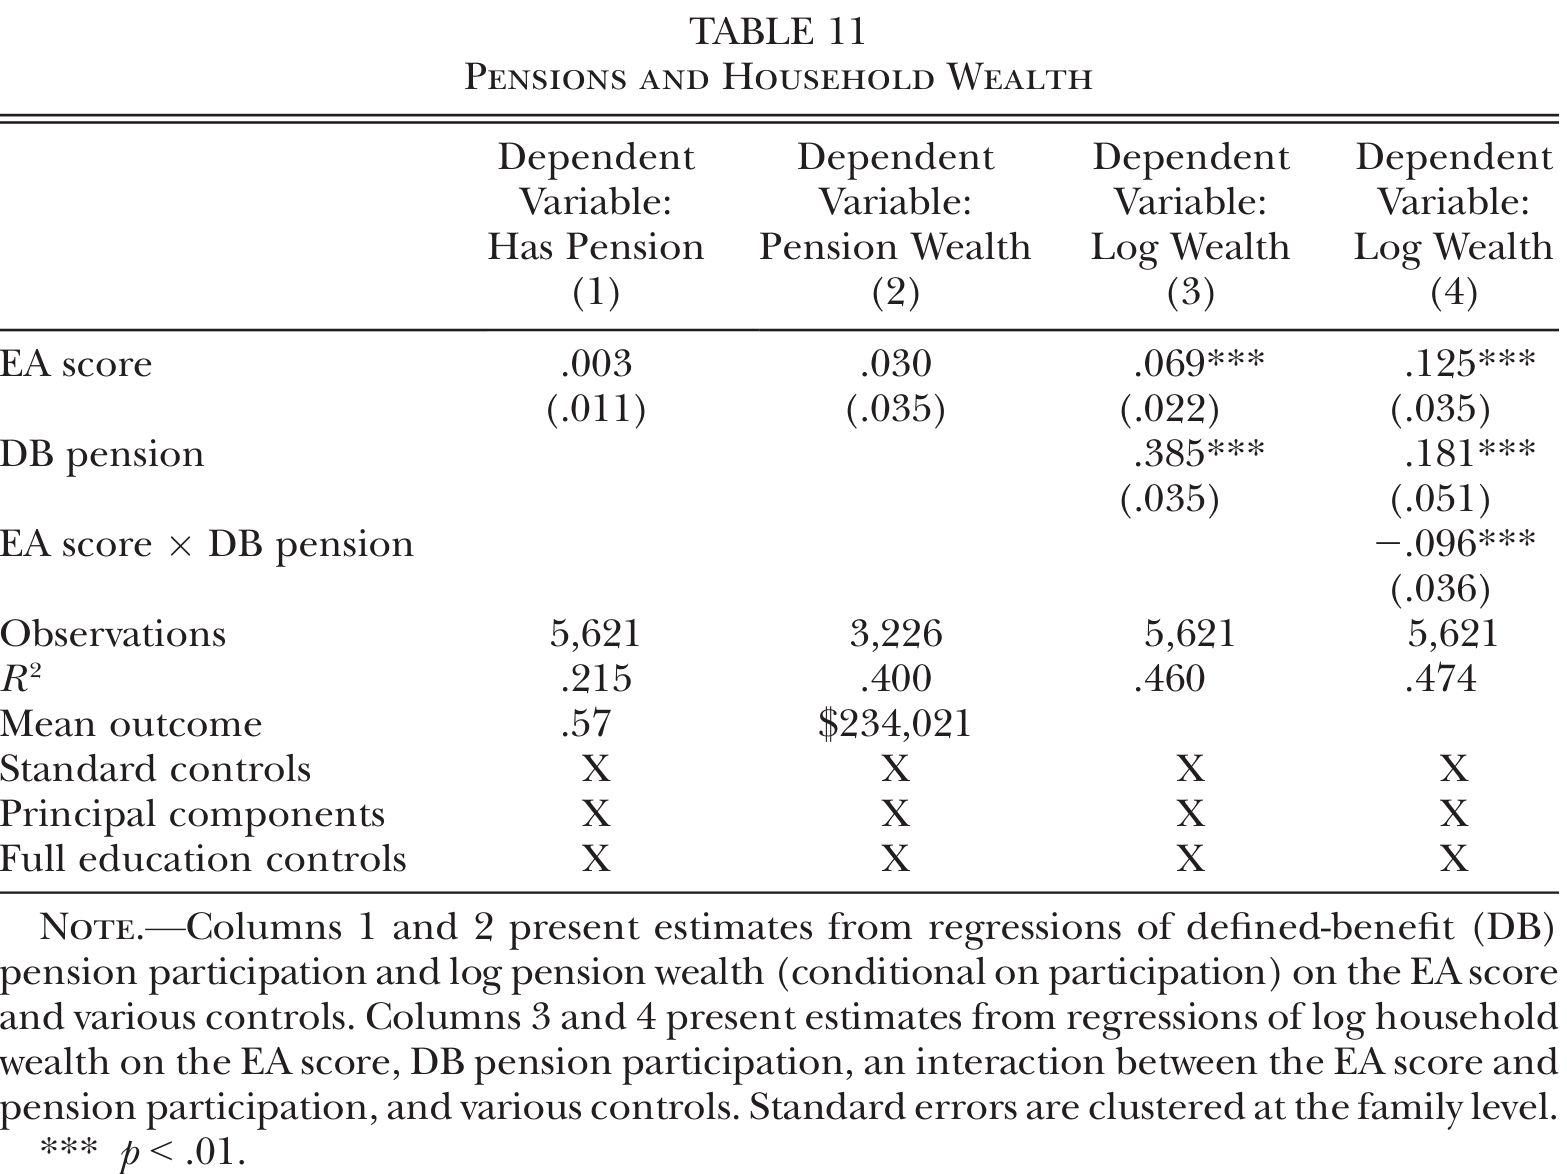 TABLE 11
Pensions and Household Wealth
Dependent Variable: Has Pension (1) Dependent Variable: Pension Wealth (2) Dependent Variable: Log Wealth (3) Dependent Variable: Log Wealth (4)
EA score .003 .030 .069*** .125***
(.011) (.035) (.022) (.035)
DB pension .385*** .181***
(.035) (.051)
EA score × DB pension −.096***
(.036)
Observations 5,621 3,226 5,621 5,621
R² .215 .400 .460 .474
Mean outcome .57 $234,021
Standard controls X X X X
Principal components X X X X
Full education controls X X X X
Note.—Columns 1 and 2 present estimates from regressions of defined-benefit (DB)
pension participation and log pension wealth (conditional on participation) on the EA score
and various controls. Columns 3 and 4 present estimates from regressions of log household
wealth on the EA score, DB pension participation, an interaction between the EA score and
pension participation, and various controls. Standard errors are clustered at the family level.
*** p < .01.